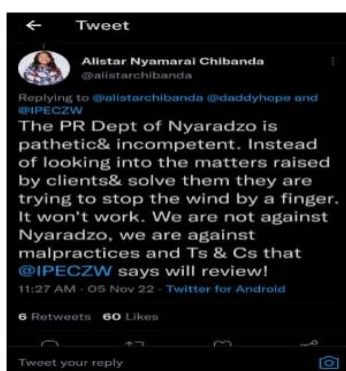 Tweet
Alistar Nyamarai Chibanda
@alistarchibanda
Replying to @alistarchibanda @daddyhope and
@IPECZW
The PR Dept of Nyaradzo is
pathetic& incompetent. Instead
of looking into the matters raised
by clients& solve them they are
trying to stop the wind by a finger.
It won't work. We are not against
Nyaradzo, we are against
malpractices and Ts & Cs that
@IPECZW says will review!
11:27 AM · 05 Nov 22 · Twitter for Android
6 Retweets 60 Likes
Tweet your reply